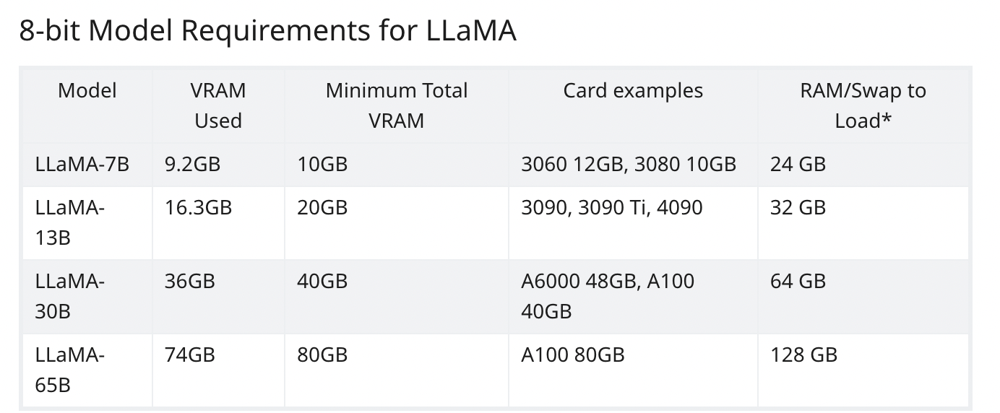 8-bit Model Requirements for LLaMA
Model VRAM Used Minimum Total VRAM Card examples RAM/Swap to Load*
LLaMA-7B 9.2GB 10GB 3060 12GB, 3080 10GB 24 GB
LLaMA-13B 16.3GB 20GB 3090, 3090 Ti, 4090 32 GB
LLaMA-30B 36GB 40GB A6000 48GB, A100 40GB 64 GB
LLaMA-65B 74GB 80GB A100 80GB 128 GB